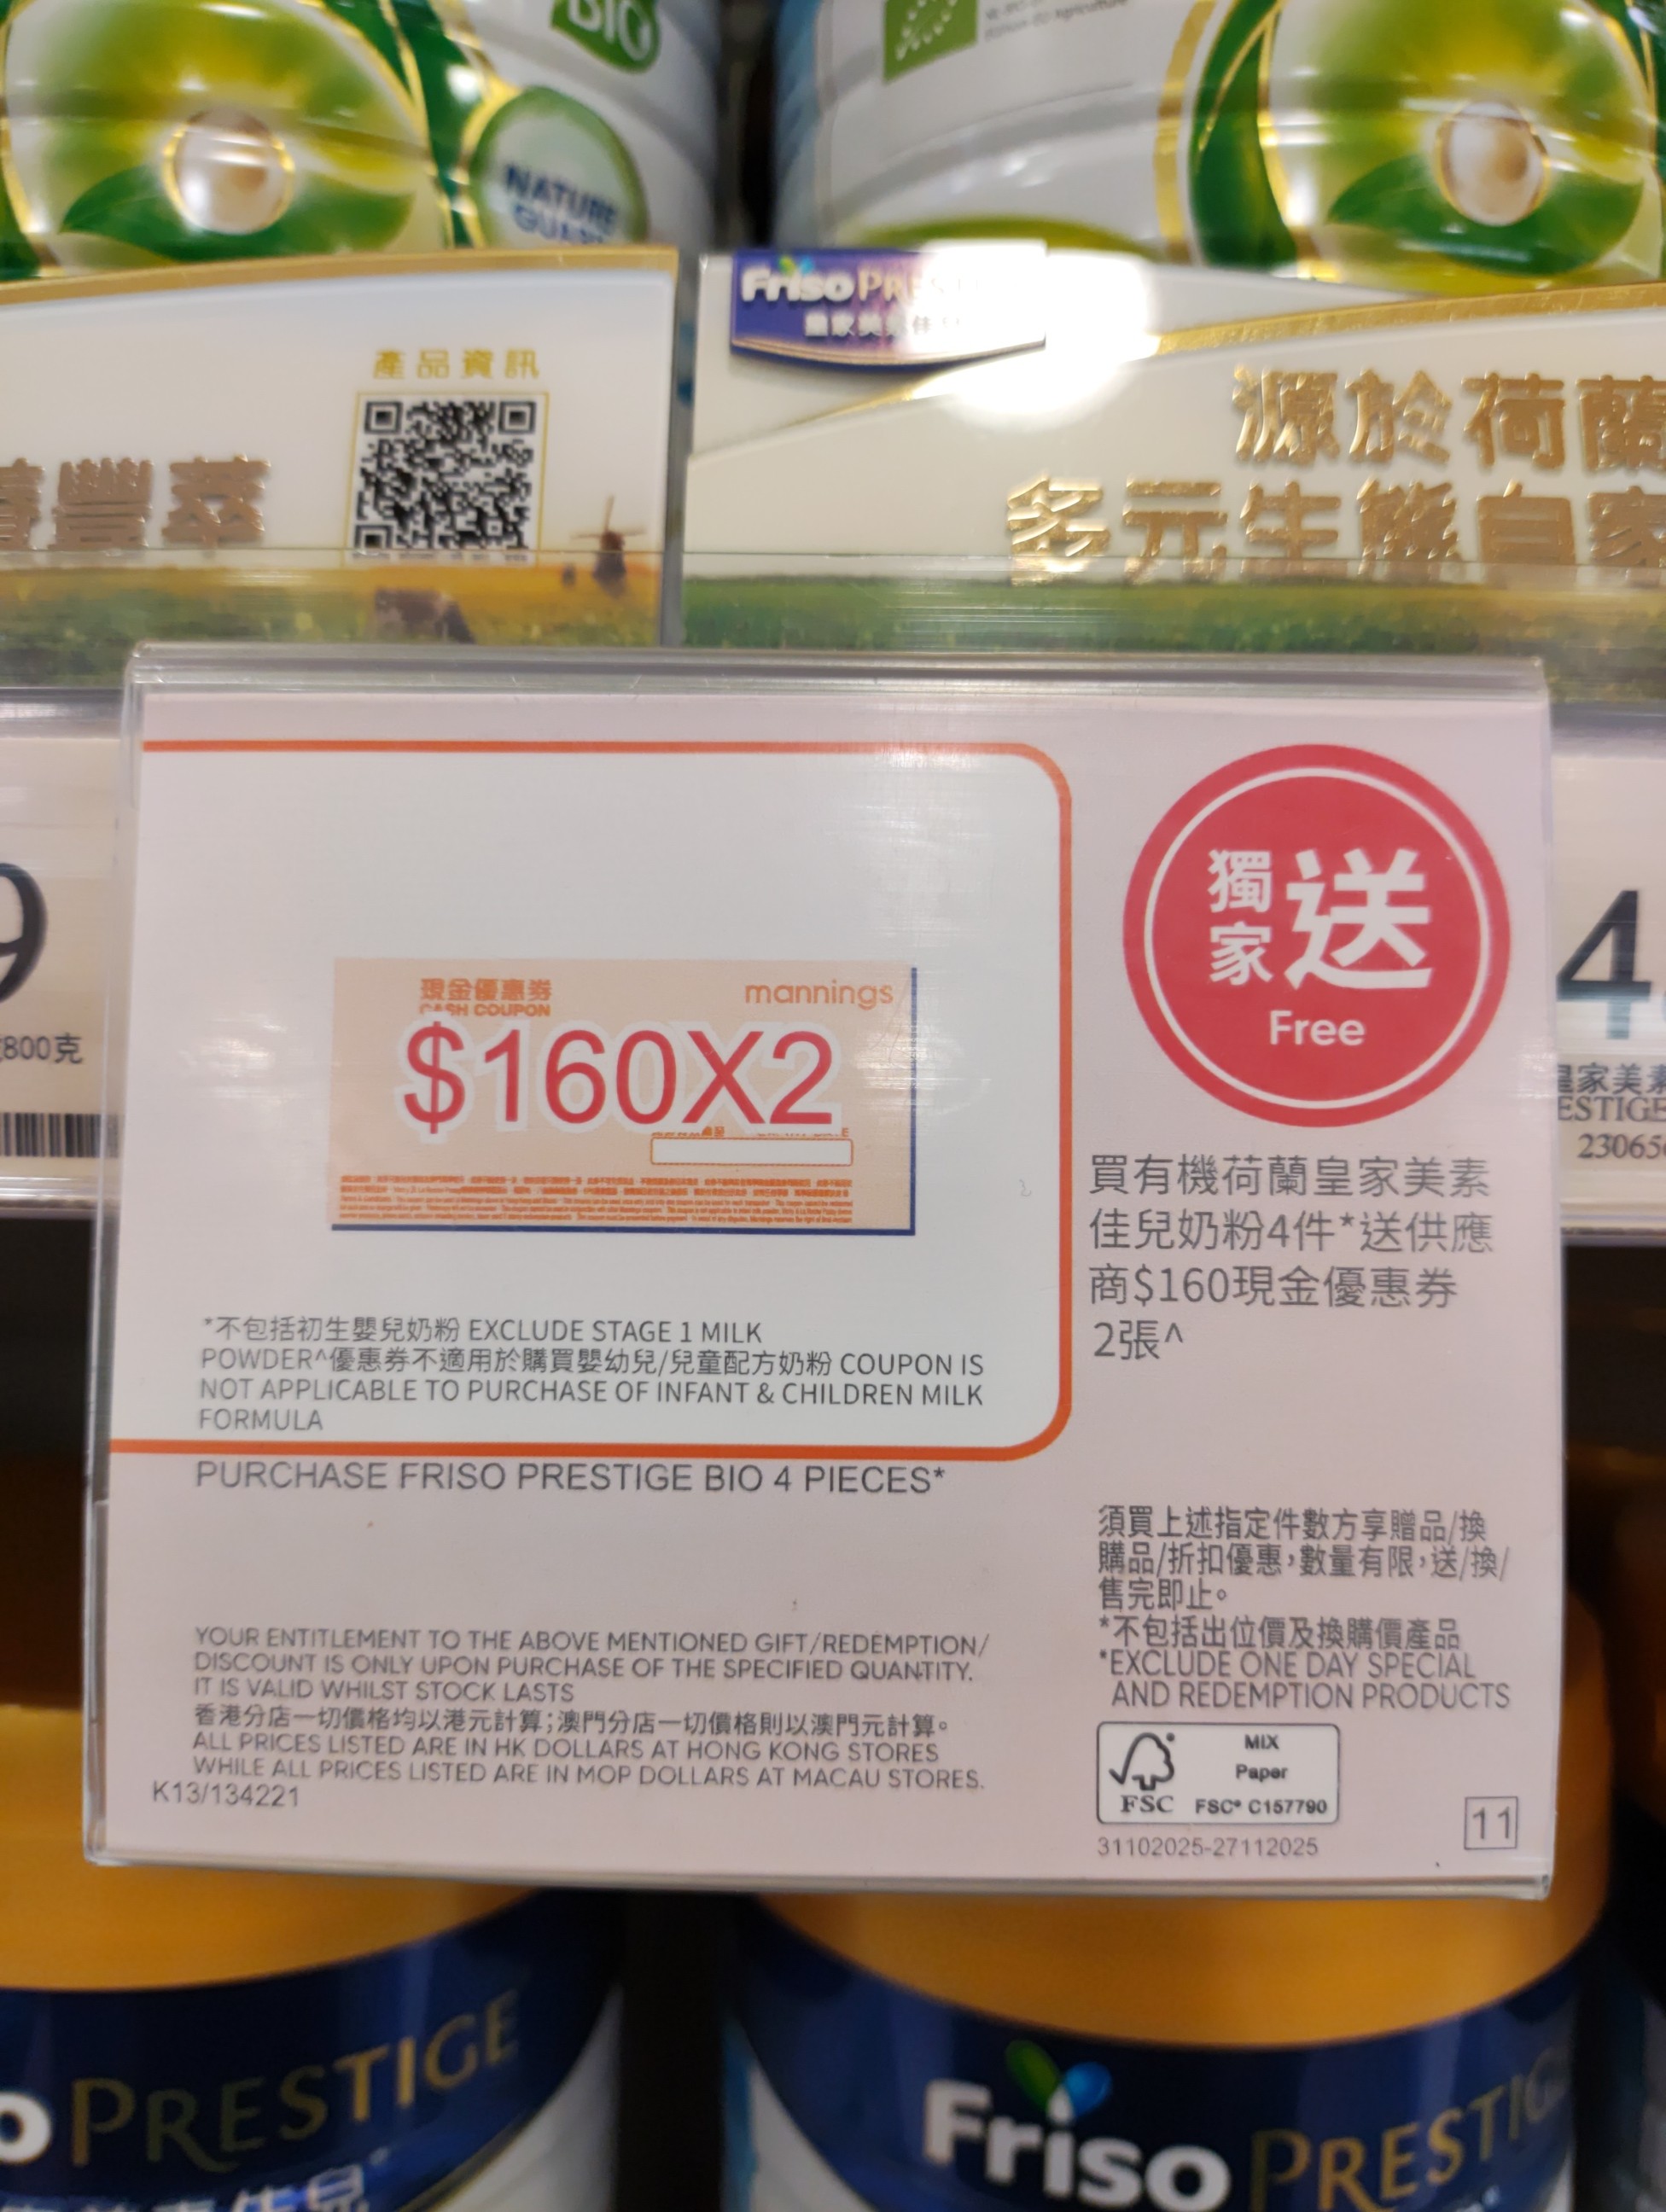 BIO
NATURE
Friso PRESTI
產品資訊
豐萃
源於荷蘭
多元生態自家
獨家送
Free
現金優惠券
mannings
CASH COUPON
$160X2
800克
皇家美素
ESTIGE
買有機荷蘭皇家美素
佳兒奶粉4件*送供應
商$160現金優惠券
2張^
*不包括初生嬰兒奶粉 EXCLUDE STAGE 1 MILK
POWDER^優惠券不適用於購買嬰幼兒/兒童配方奶粉 COUPON IS
NOT APPLICABLE TO PURCHASE OF INFANT & CHILDREN MILK
FORMULA
PURCHASE FRISO PRESTIGE BIO 4 PIECES*
須買上述指定件數方享贈品/換
購品/折扣優惠，數量有限，送/換/
售完即止。
*不包括出位價及換購價產品
*EXCLUDE ONE DAY SPECIAL
AND REDEMPTION PRODUCTS
YOUR ENTITLEMENT TO THE ABOVE MENTIONED GIFT/REDEMPTION/
DISCOUNT IS ONLY UPON PURCHASE OF THE SPECIFIED QUANTITY.
IT IS VALID WHILST STOCK LASTS
香港分店一切價格均以港元計算；澳門分店一切價格則以澳門元計算。
ALL PRICES LISTED ARE IN HK DOLLARS AT HONG KONG STORES
WHILE ALL PRICES LISTED ARE IN MOP DOLLARS AT MACAU STORES.
K13/134221
FSC
MIX
Paper
FSC® C157790
31102025-27112025
11
PRESTIGE
Friso PRESTIGE